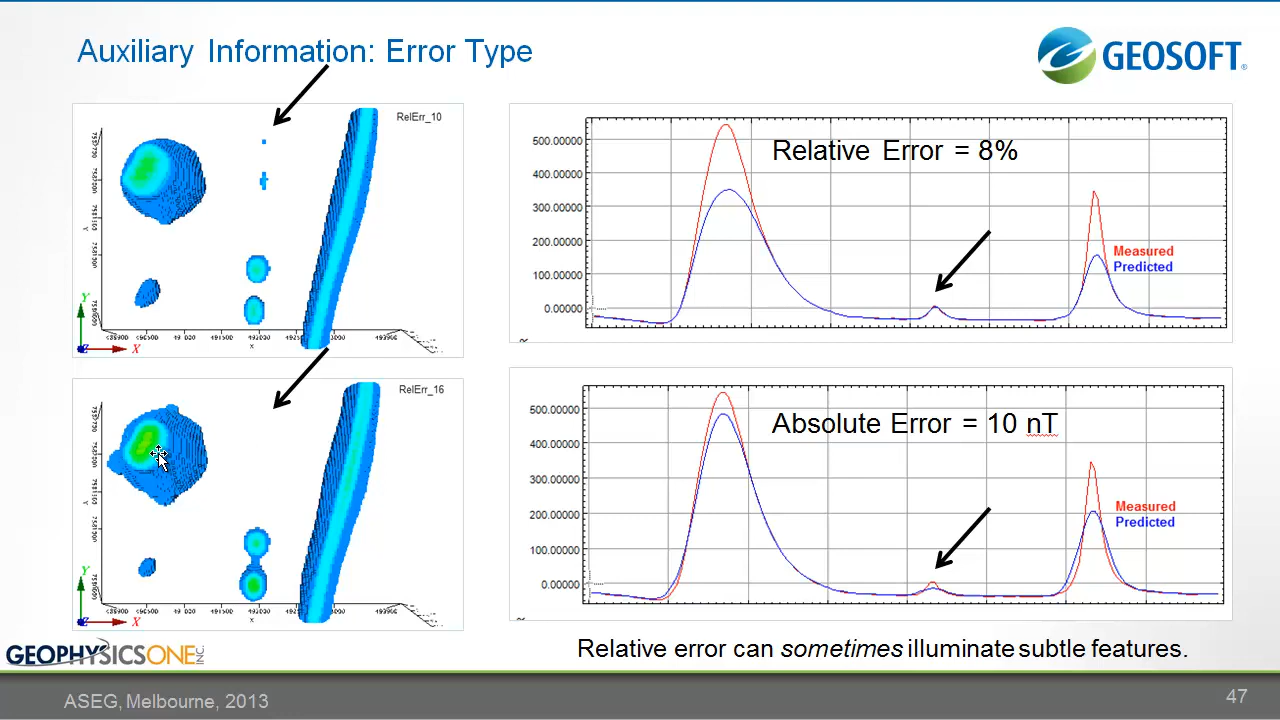 Auxiliary Information: Error Type
GEOSOFT®
RelErr_10
Y
X
Z
x
Y
500.00000
400.00000
300.00000
200.00000
100.00000
0.00000
Relative Error = 8%
Measured
Predicted
RelErr_16
Y
X
Z
x
Y
500.00000
400.00000
300.00000
200.00000
100.00000
0.00000
Absolute Error = 10 nT
Measured
Predicted
Relative error can sometimes illuminate subtle features.
GEOPHYSICSONE INC.
ASEG, Melbourne, 2013
47